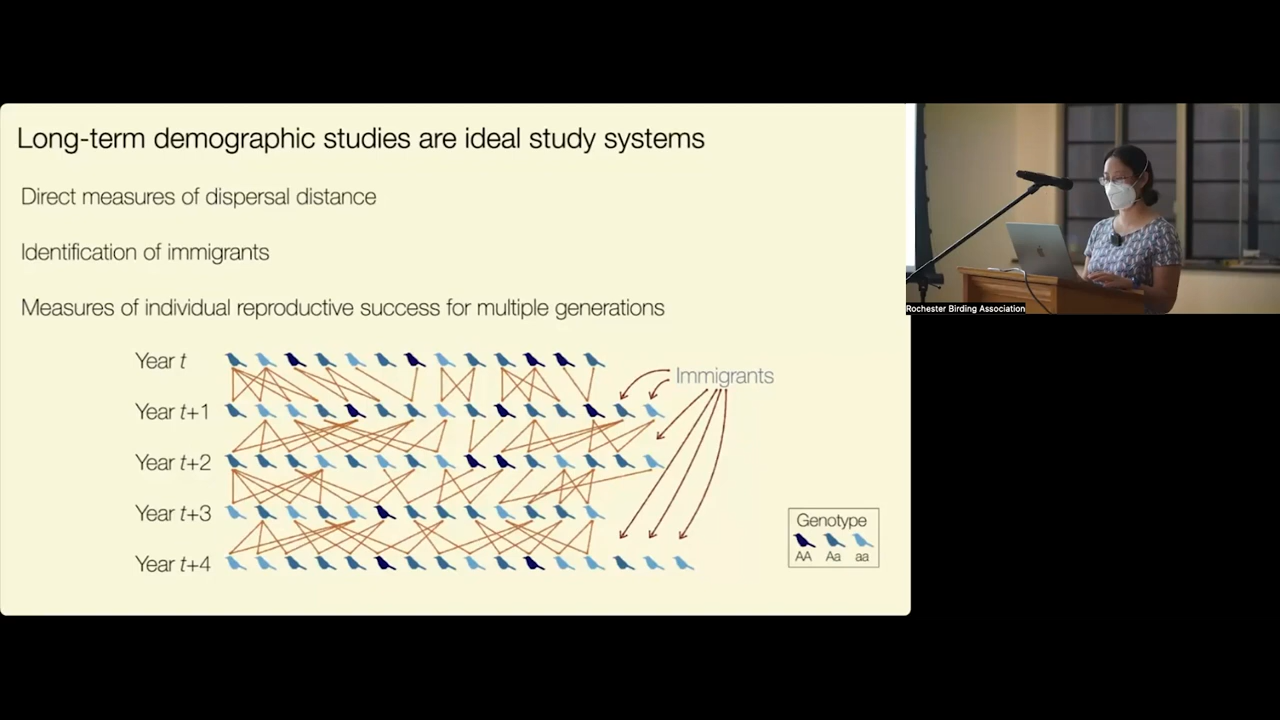 Long-term demographic studies are ideal study systems
Direct measures of dispersal distance
Identification of immigrants
Measures of individual reproductive success for multiple generations
Year t
Immigrants
Year t+1
Year t+2
Year t+3
Year t+4
Genotype
AA Aa aa
Rochester Birding Association